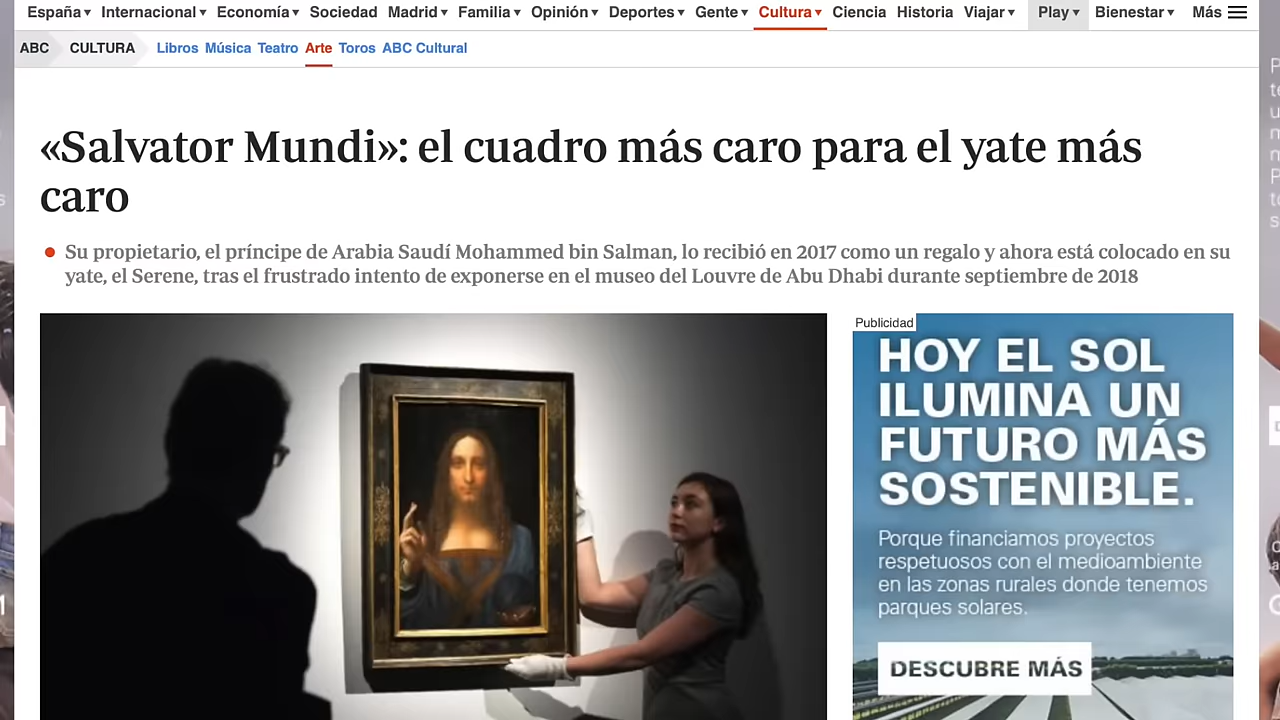 España Internacional Economía Sociedad Madrid Familia Opinión Deportes Gente Cultura Ciencia Historia Viajar Play Bienestar Más
ABC CULTURA Libros Música Teatro Arte Toros ABC Cultural
«Salvator Mundi»: el cuadro más caro para el yate más
caro
Su propietario, el príncipe de Arabia Saudí Mohammed bin Salman, lo recibió en 2017 como un regalo y ahora está colocado en su
yate, el Serene, tras el frustrado intento de exponerse en el museo del Louvre de Abu Dhabi durante septiembre de 2018
Publicidad
HOY EL SOL
ILUMINA UN
FUTURO MÁS
SOSTENIBLE.
Porque financiamos proyectos
respetuosos con el medioambiente
en las zonas rurales donde tenemos
parques solares.
DESCUBRE MÁS